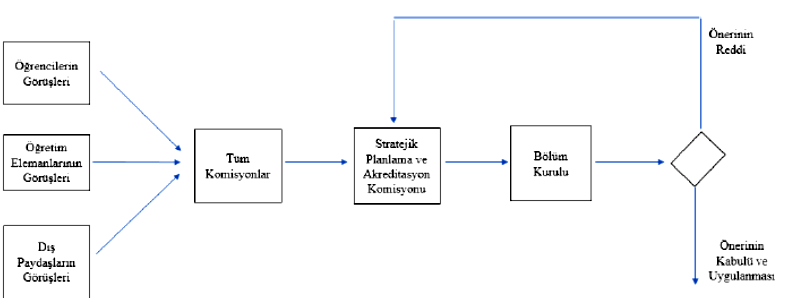 Öğrencilerin
Görüşleri
Öğretim
Elemanlarının
Görüşleri
Dış
Paydaşların
Görüşleri
Tüm
Komisyonlar
Stratejik
Planlama ve
Akreditasyon
Komisyonu
Bölüm
Kurulu
Önerinin
Reddi
Önerinin
Kabulü ve
Uygulanması